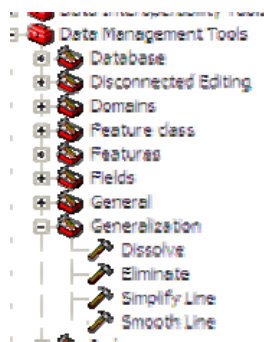 Data Management Tools
Database
Disconnected Editing
Domains
Feature class
Features
Fields
General
Generalization
Dissolve
Eliminate
Simplify Line
Smooth Line